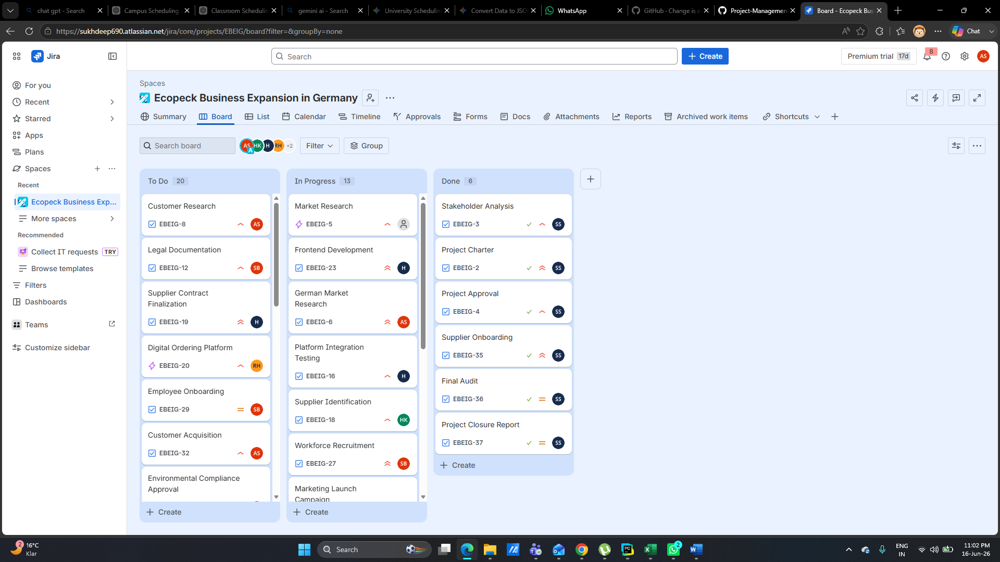 chat gpt - Search
Campus Scheduling
Classroom Schedulin
gemini ai - Search
University Schedulin
Convert Data to JSO
WhatsApp
GitHub · Change is c
Project-Management
Board - Ecopeck Bus
https://sukhdeep690.atlassian.net/jira/core/projects/EBEIG/board?filter=&groupBy=none
Chat
Jira
Search
Create
Premium trial 17d
8
AS
For you
Recent
Starred
Apps
Plans
Spaces
Recent
Ecopeck Business Exp...
More spaces
Recommended
Collect IT requests TRY
Browse templates
Filters
Dashboards
Teams
Customize sidebar
Spaces
Ecopeck Business Expansion in Germany
Summary
Board
List
Calendar
Timeline
Approvals
Forms
Docs
Attachments
Reports
Archived work items
Shortcuts
Search board
AS A HK H RH +2
Filter
Group
To Do 20
Customer Research
EBEIG-8 AS
Legal Documentation
EBEIG-12 SB
Supplier Contract
Finalization
EBEIG-19 H
Digital Ordering Platform
EBEIG-20 RH
Employee Onboarding
EBEIG-29 SB
Customer Acquisition
EBEIG-32 AS
Environmental Compliance
Approval
Create
In Progress 13
Market Research
EBEIG-5
Frontend Development
EBEIG-23 H
German Market
Research
EBEIG-6 AS
Platform Integration
Testing
EBEIG-16 H
Supplier Identification
EBEIG-18 HK
Workforce Recruitment
EBEIG-27 SB
Marketing Launch
Campaign
Create
Done 6
Stakeholder Analysis
EBEIG-3 SS
Project Charter
EBEIG-2 SS
Project Approval
EBEIG-4 SS
Supplier Onboarding
EBEIG-35 SS
Final Audit
EBEIG-36 SS
Project Closure Report
EBEIG-37 SS
Create
2
16°C
Klar
Search
2
ENG
IN
11:02 PM
16-Jun-26